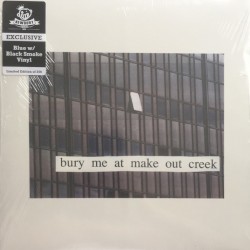 EXCLUSIVE
Blue w/
Black Smoke
Vinyl
bury me at make out creek